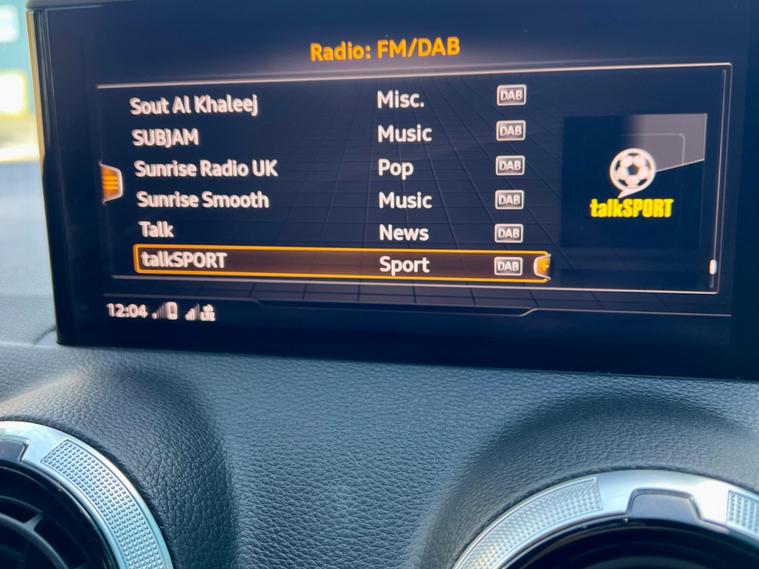 Radio: FM/DAB
Sout Al Khaleej Misc. DAB
SUBJAM Music DAB
Sunrise Radio UK Pop DAB
Sunrise Smooth Music DAB
Talk News DAB
talkSPORT Sport DAB
talkSPORT
12:04